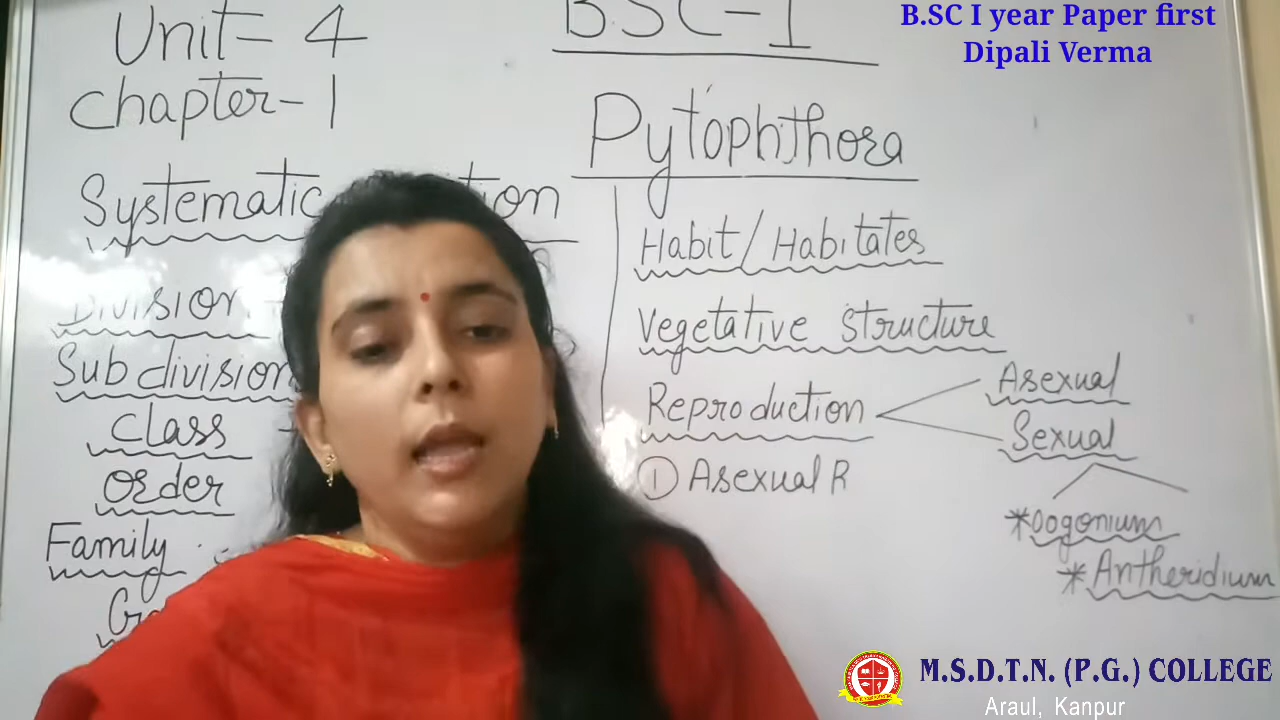 B.SC I year Paper first
Dipali Verma
Unit = 4
Chapter - 1
Systematic
Division
Subdivision
Class
Order
Family
BSC - I
Pytophthora
Habit / Habitates
Vegetative Structure
Reproduction
Asexual
Sexual
*Oogonium
*Antheridium
① Asexual R
M.S.D.T.N. (P.G.) COLLEGE
Araul, Kanpur